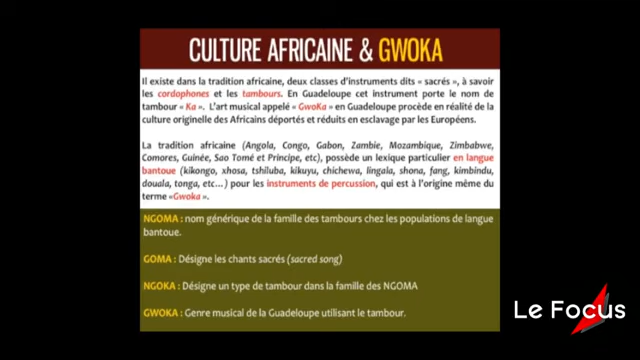 CULTURE AFRICAINE & GWOKA
Il existe dans la tradition africaine, deux classes d'instruments dits « sacrés », à savoir
les cordophones et les tambours. En Guadeloupe cet instrument porte le nom de
tambour « Ka ». L'art musical appelé « GwoKa » en Guadeloupe procède en réalité de la
culture originelle des Africains déportés et réduits en esclavage par les Européens.
La tradition africaine (Angola, Congo, Gabon, Zambie, Mozambique, Zimbabwe,
Comores, Guinée, Sao Tomé et Principe, etc), possède un lexique particulier en langue
bantoue (kikongo, xhosa, tshiluba, kikuyu, chichewa, lingala, shona, fang, kimbindu,
douala, tonga, etc...) pour les instruments de percussion, qui est à l'origine même du
terme «Gwoka ».
NGOMA : nom générique de la famille des tambours chez les populations de langue
bantoue.
GOMA : Désigne les chants sacrés (sacred song)
NGOKA : Désigne un type de tambour dans la famille des NGOMA
GWOKA : Genre musical de la Guadeloupe utilisant le tambour.
Le Focus